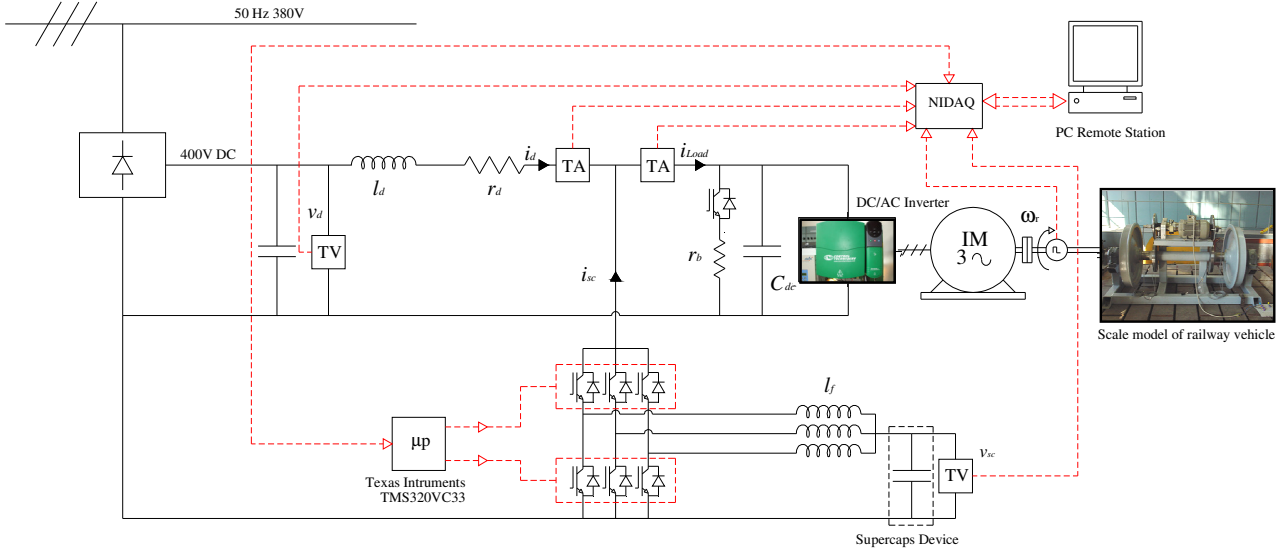 50 Hz 380V
NIDAQ
PC Remote Station
400V DC
l_d
r_d
i_d
TA
TA
i_Load
v_d
TV
DC/AC Inverter
ω_r
IM
3
r_b
C_dc
i_sc
Scale model of railway vehicle
l_f
μp
Texas Intruments
TMS320VC33
v_sc
TV
Supercaps Device